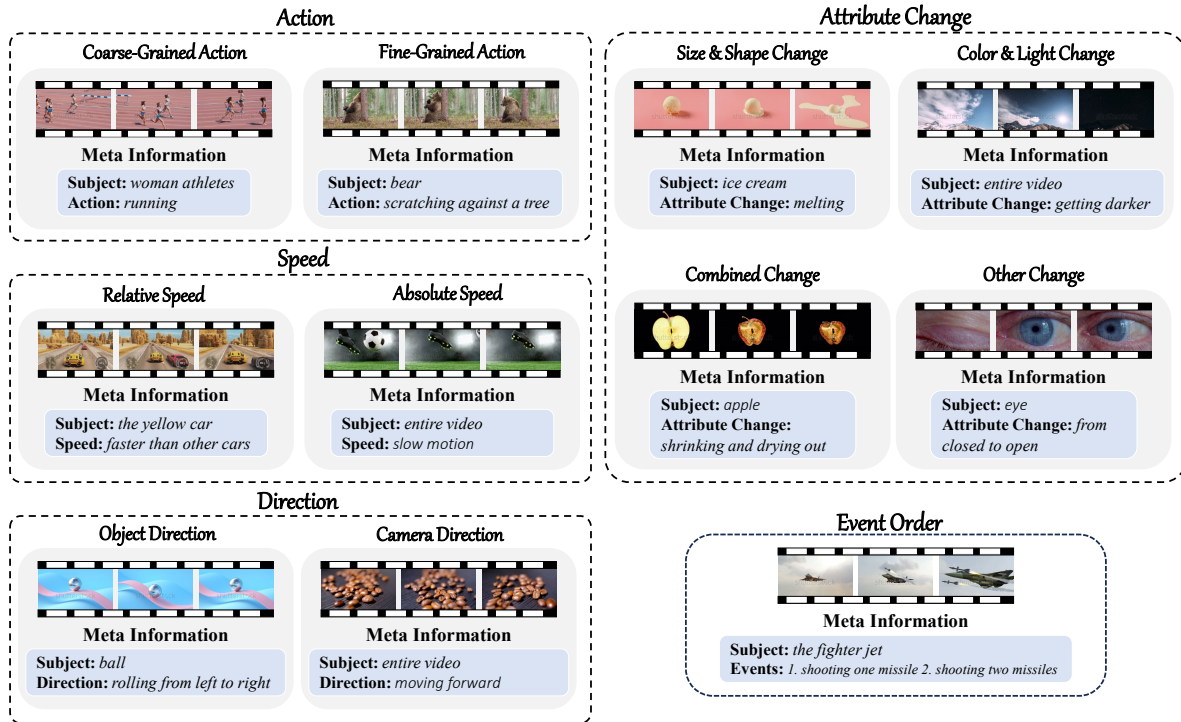 Action
Coarse-Grained Action
Fine-Grained Action
Meta Information
Subject: woman athletes
Action: running
Meta Information
Subject: bear
Action: scratching against a tree
Speed
Relative Speed
Absolute Speed
Meta Information
Subject: the yellow car
Speed: faster than other cars
Meta Information
Subject: entire video
Speed: slow motion
Direction
Object Direction
Camera Direction
Meta Information
Subject: ball
Direction: rolling from left to right
Meta Information
Subject: entire video
Direction: moving forward
Attribute Change
Size & Shape Change
Color & Light Change
Meta Information
Subject: ice cream
Attribute Change: melting
Meta Information
Subject: entire video
Attribute Change: getting darker
Combined Change
Other Change
Meta Information
Subject: apple
Attribute Change:
shrinking and drying out
Meta Information
Subject: eye
Attribute Change: from
closed to open
Event Order
Meta Information
Subject: the fighter jet
Events: 1. shooting one missile 2. shooting two missiles